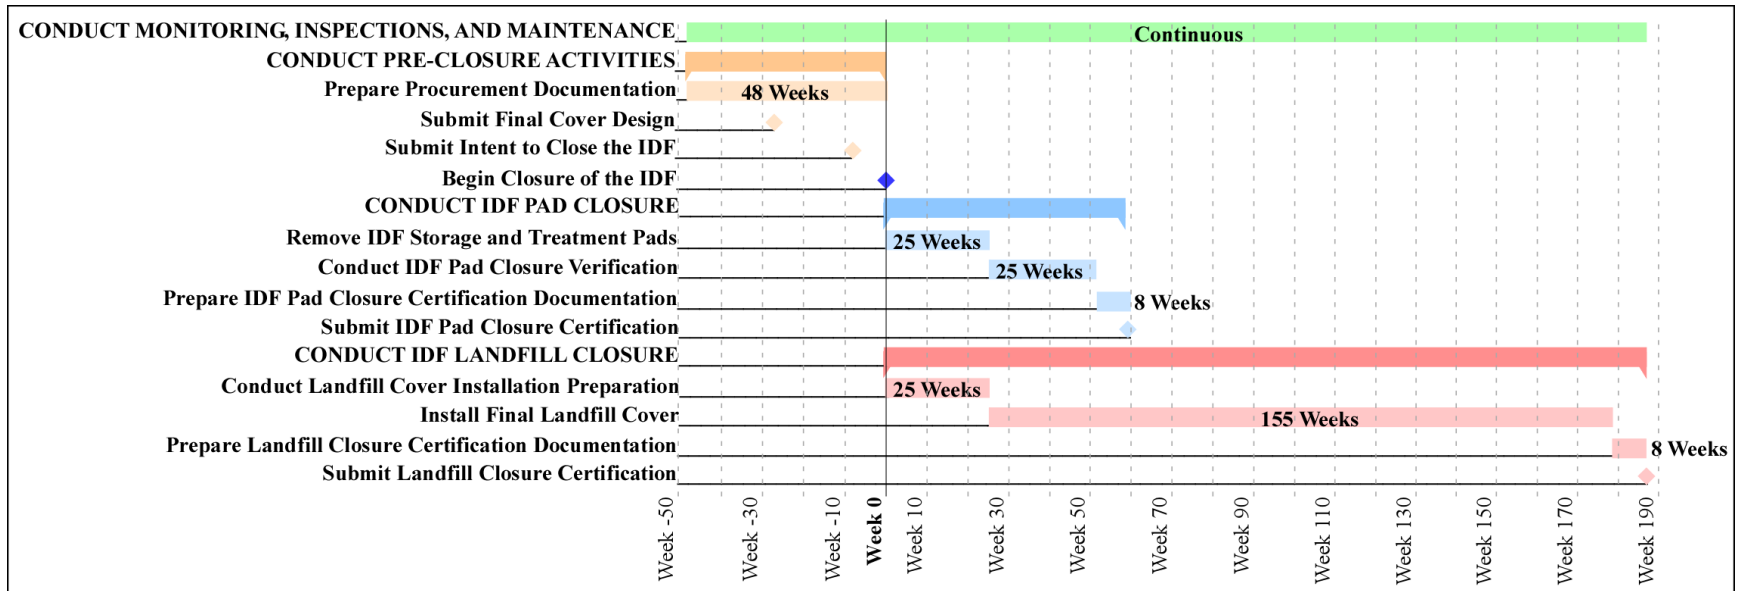 CONDUCT MONITORING, INSPECTIONS, AND MAINTENANCE
Continuous
CONDUCT PRE-CLOSURE ACTIVITIES
Prepare Procurement Documentation
48 Weeks
Submit Final Cover Design
Submit Intent to Close the IDF
Begin Closure of the IDF
CONDUCT IDF PAD CLOSURE
Remove IDF Storage and Treatment Pads
25 Weeks
Conduct IDF Pad Closure Verification
25 Weeks
Prepare IDF Pad Closure Certification Documentation
8 Weeks
Submit IDF Pad Closure Certification
CONDUCT IDF LANDFILL CLOSURE
Conduct Landfill Cover Installation Preparation
25 Weeks
Install Final Landfill Cover
155 Weeks
Prepare Landfill Closure Certification Documentation
8 Weeks
Submit Landfill Closure Certification
Week -50
Week -30
Week -10
Week 0
Week 10
Week 30
Week 50
Week 70
Week 90
Week 110
Week 130
Week 150
Week 170
Week 190